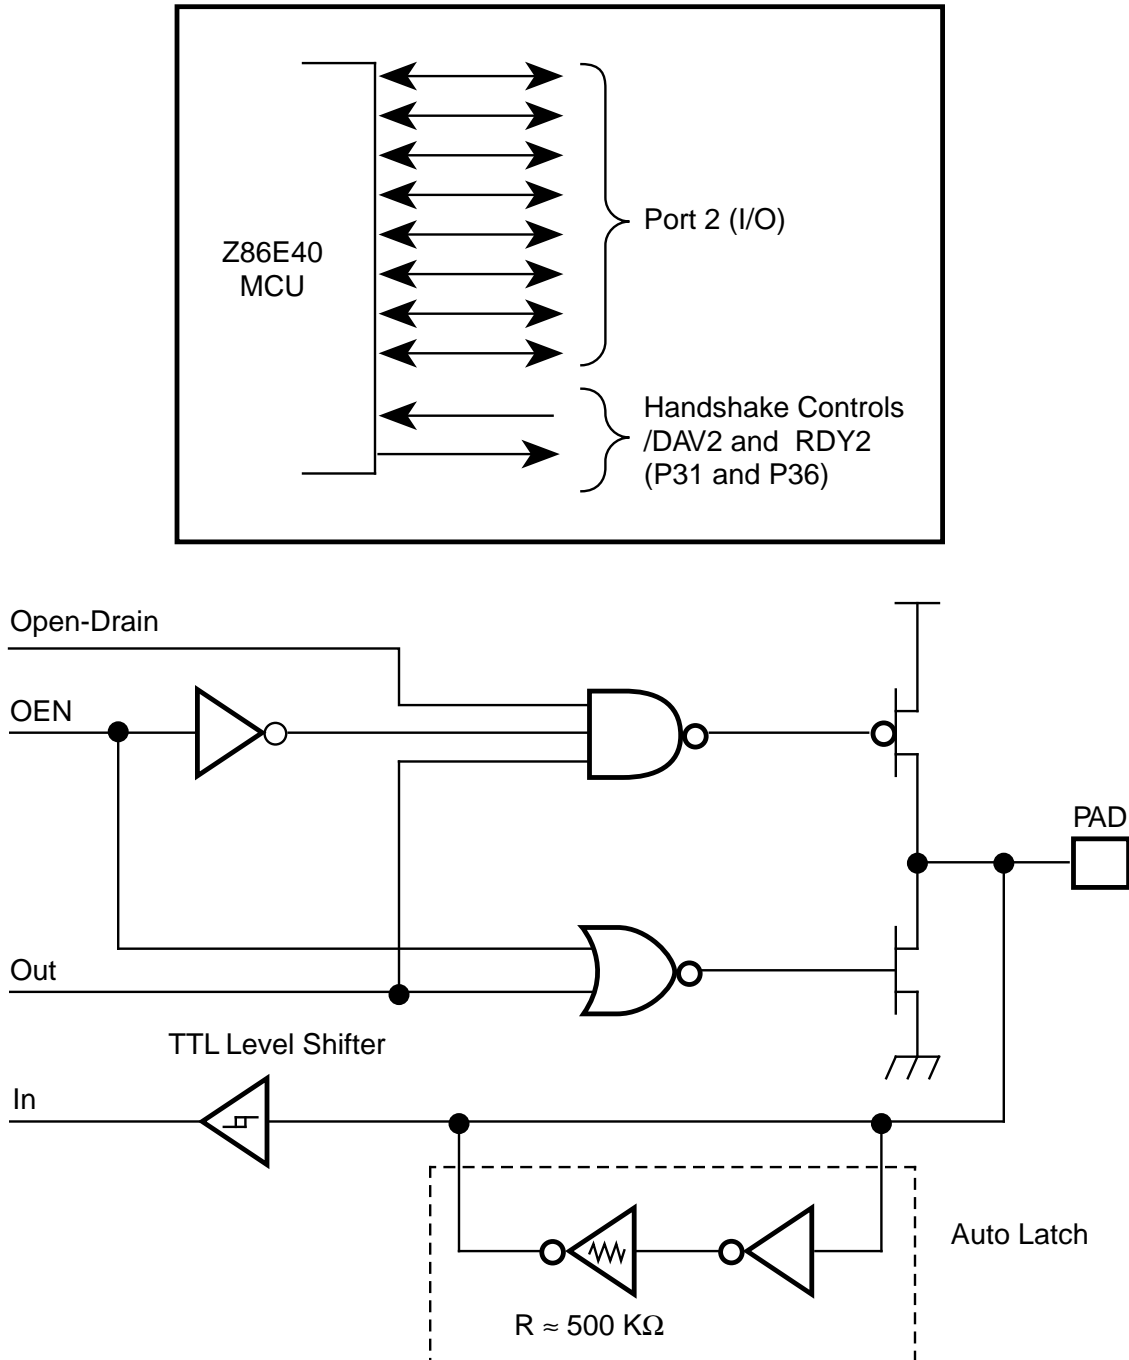 Z86E40
MCU
Port 2 (I/O)
Handshake Controls
/DAV2 and RDY2
(P31 and P36)
Open-Drain
OEN
PAD
Out
TTL Level Shifter
In
Auto Latch
R ≈ 500 KΩ